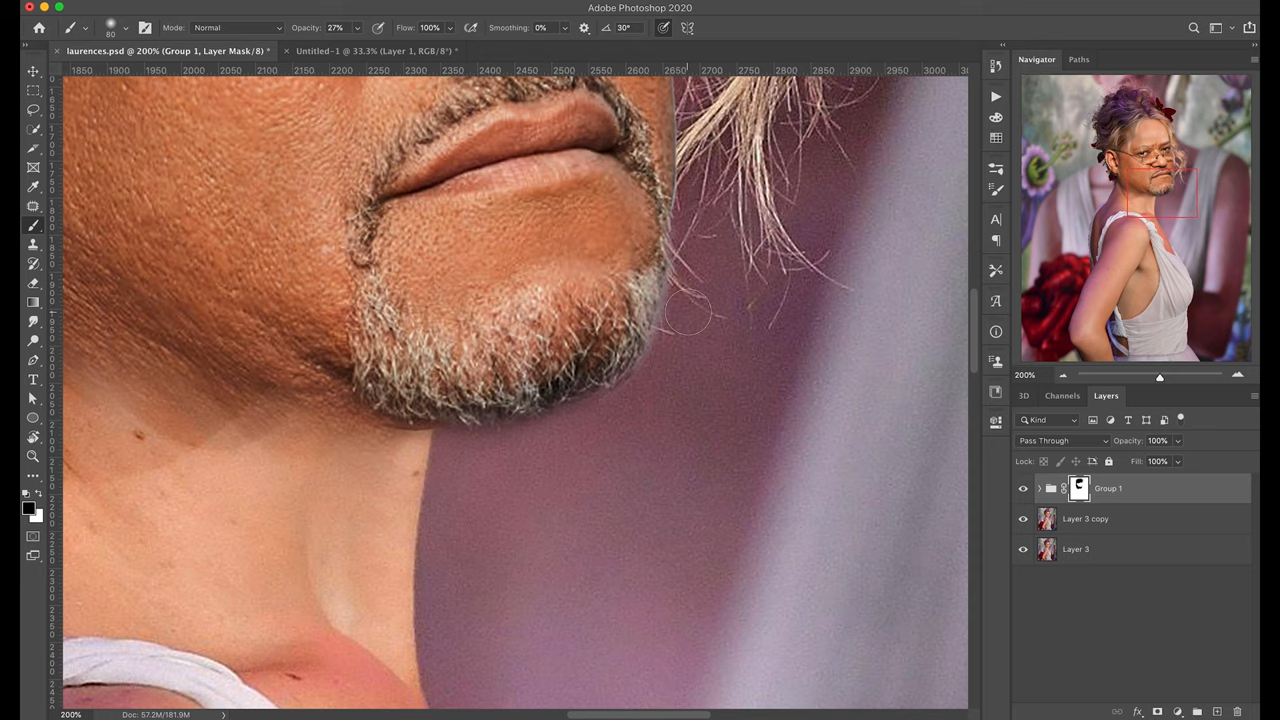 Adobe Photoshop 2020
80
Mode: Normal
Opacity: 27%
Flow: 100%
Smoothing: 0%
30°
× laurences.psd @ 200% (Group 1, Layer Mask/8) *
× Untitled-1 @ 33.3% (Layer 1, RGB/8*) *
1850 1900 1950 2000 2050 2100 2150 2200 2250 2300 2350 2400 2450 2500 2550 2600 2650 2700 2750 2800 2850 2900 2950 3000
Navigator Paths
200%
3D Channels Layers
Kind
Pass Through Opacity: 100%
Lock: Fill: 100%
Group 1
Layer 3 copy
Layer 3
fx
200% Doc: 57.2M/181.9M